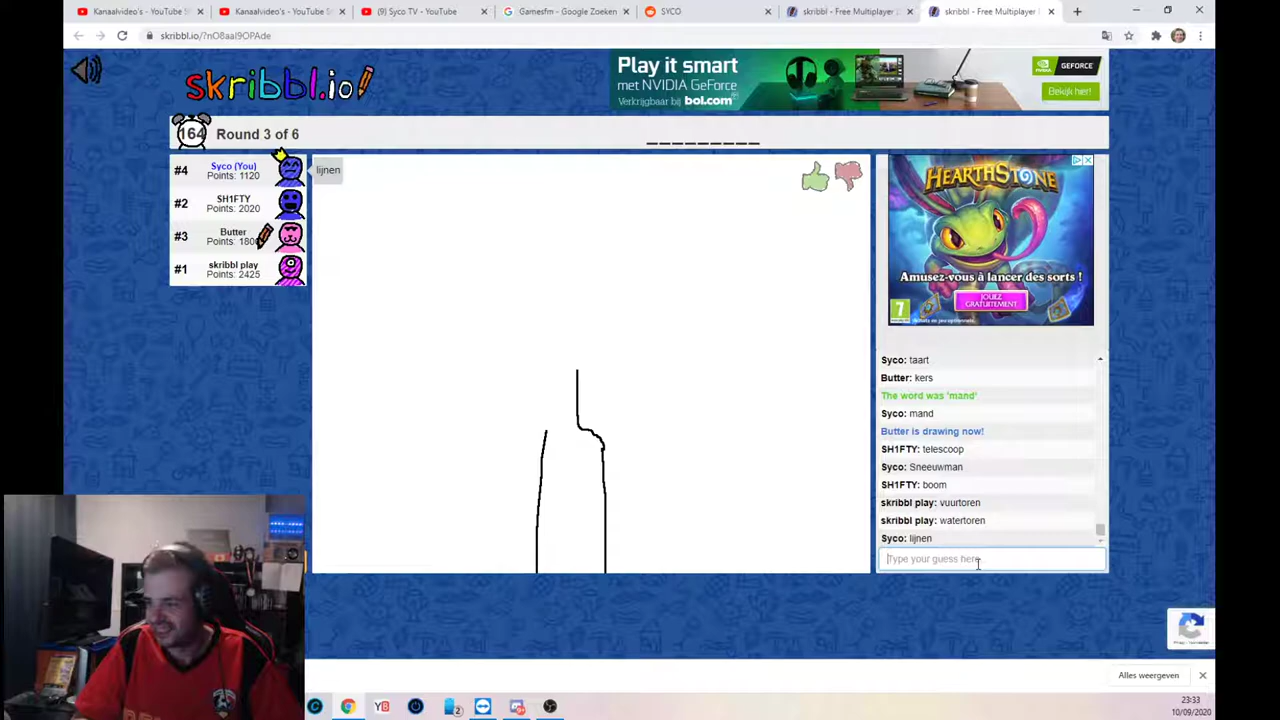 Kanaalvideo's - YouTube S
Kanaalvideo's - YouTube S
(9) Syco TV - YouTube
Gamesfm - Google Zoeken
SYCO
skribbl - Free Multiplayer
skribbl - Free Multiplayer
skribbl.io/?nO8aaI9OPAde
skribbl.io
Play it smart
met NVIDIA GeForce
Verkrijgbaar bij bol.com
NVIDIA
GEFORCE
Bekijk hier!
164
Round 3 of 6
_________
#4
Syco (You)
Points: 1120
#2
SH1FTY
Points: 2020
#3
Butter
Points: 1800
#1
skribbl play
Points: 2425
lijnen
HEARTHSTONE
Amusez-vous à lancer des sorts !
JOUEZ
GRATUITEMENT
7
Syco: taart
Butter: kers
The word was 'mand'
Syco: mand
Butter is drawing now!
SH1FTY: telescoop
Syco: Sneeuwman
SH1FTY: boom
skribbl play: vuurtoren
skribbl play: watertoren
Syco: lijnen
Type your guess here...
Alles weergeven
23:33
10/09/2020